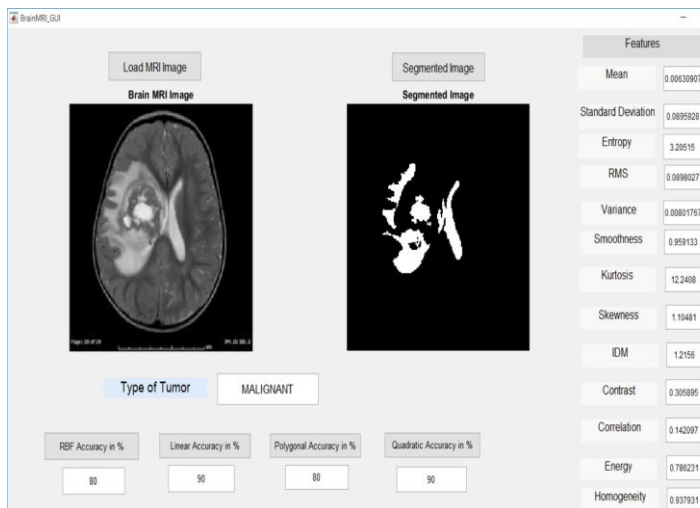 BrainMRI_GUI
Load MRI Image
Segmented Image
Brain MRI Image
Segmented Image
Type of Tumor
MALIGNANT
RBF Accuracy in %
Linear Accuracy in %
Polygonal Accuracy in %
Quadratic Accuracy in %
80
90
80
90
Features
Mean
0.00630907
Standard Deviation
0.0895928
Entropy
3.20515
RMS
0.0898027
Variance
0.00801767
Smoothness
0.959133
Kurtosis
12.2408
Skewness
1.10481
IDM
1.2156
Contrast
0.305895
Correlation
0.142097
Energy
0.786231
Homogeneity
0.937931